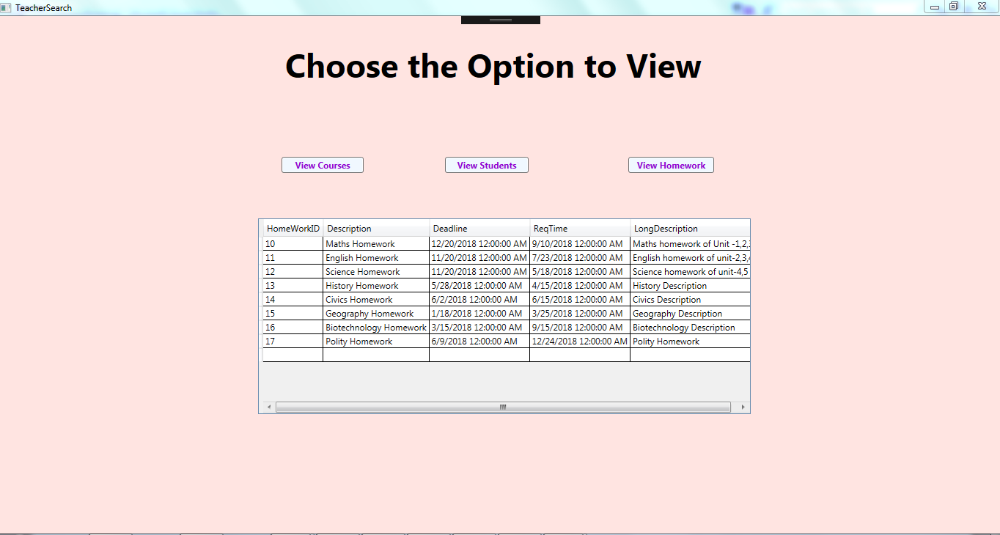 TeacherSearch
Choose the Option to View
View Courses View Students View Homework
HomeWorkID Description Deadline ReqTime LongDescription
10 Maths Homework 12/20/2018 12:00:00 AM 9/10/2018 12:00:00 AM Maths homework of Unit -1,2,
11 English Homework 11/20/2018 12:00:00 AM 7/23/2018 12:00:00 AM English homework of unit-2,3,
12 Science Homework 11/20/2018 12:00:00 AM 5/18/2018 12:00:00 AM Science homework of unit-4,5
13 History Homework 5/28/2018 12:00:00 AM 4/15/2018 12:00:00 AM History Description
14 Civics Homework 6/2/2018 12:00:00 AM 6/15/2018 12:00:00 AM Civics Description
15 Geography Homework 1/18/2018 12:00:00 AM 3/25/2018 12:00:00 AM Geography Description
16 Biotechnology Homework 3/15/2018 12:00:00 AM 9/15/2018 12:00:00 AM Biotechnology Description
17 Polity Homework 6/9/2018 12:00:00 AM 12/24/2018 12:00:00 AM Polity Homework